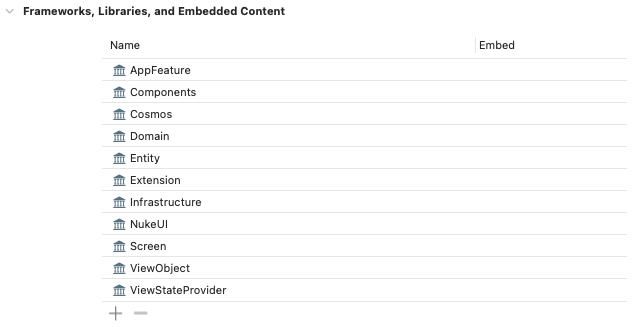 Frameworks, Libraries, and Embedded Content
Name Embed
AppFeature
Components
Cosmos
Domain
Entity
Extension
Infrastructure
NukeUI
Screen
ViewObject
ViewStateProvider